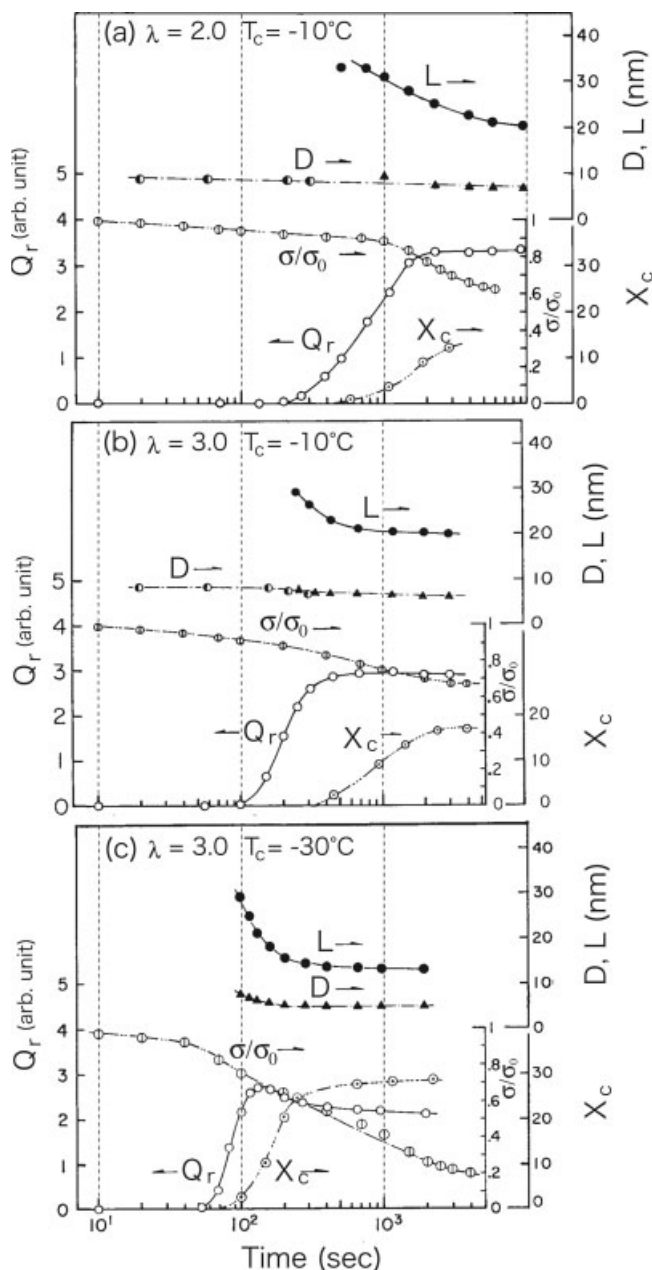 (a) λ = 2.0 T_c = -10°C
40
L
30
D, L (nm)
20
Q_r (arb. unit)
5
D
10
4
0
1
σ/σ₀
.8
3
30
.6
2
σ/σ₀
20
X_c
.4
Q_r
X_c
1
10
.2
0
0
(b) λ = 3.0 T_c = -10°C
40
L
30
D, L (nm)
20
Q_r (arb. unit)
5
D
10
4
σ/σ₀
0
1
3
.8
σ/σ₀
.6
2
Q_r
X_c
20
X_c
.4
1
10
.2
0
0
0
(c) λ = 3.0 T_c = -30°C
40
30
D, L (nm)
L
20
Q_r (arb. unit)
5
D
10
4
0
1
σ/σ₀
3
.8
σ/σ₀
30
.6
2
20
X_c
.4
Q_r
X_c
1
10
.2
0
0
0
10¹ 10² 10³
Time (sec)